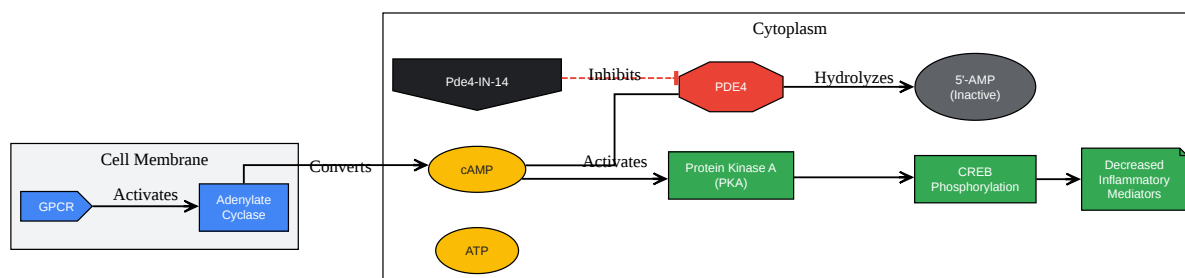 Cytoplasm
Pde4-IN-14
Inhibits
PDE4
Hydrolyzes
5'-AMP
(Inactive)
Cell Membrane
GPCR
Activates
Adenylate
Cyclase
Converts
cAMP
Activates
Protein Kinase A
(PKA)
CREB
Phosphorylation
Decreased
Inflammatory
Mediators
ATP